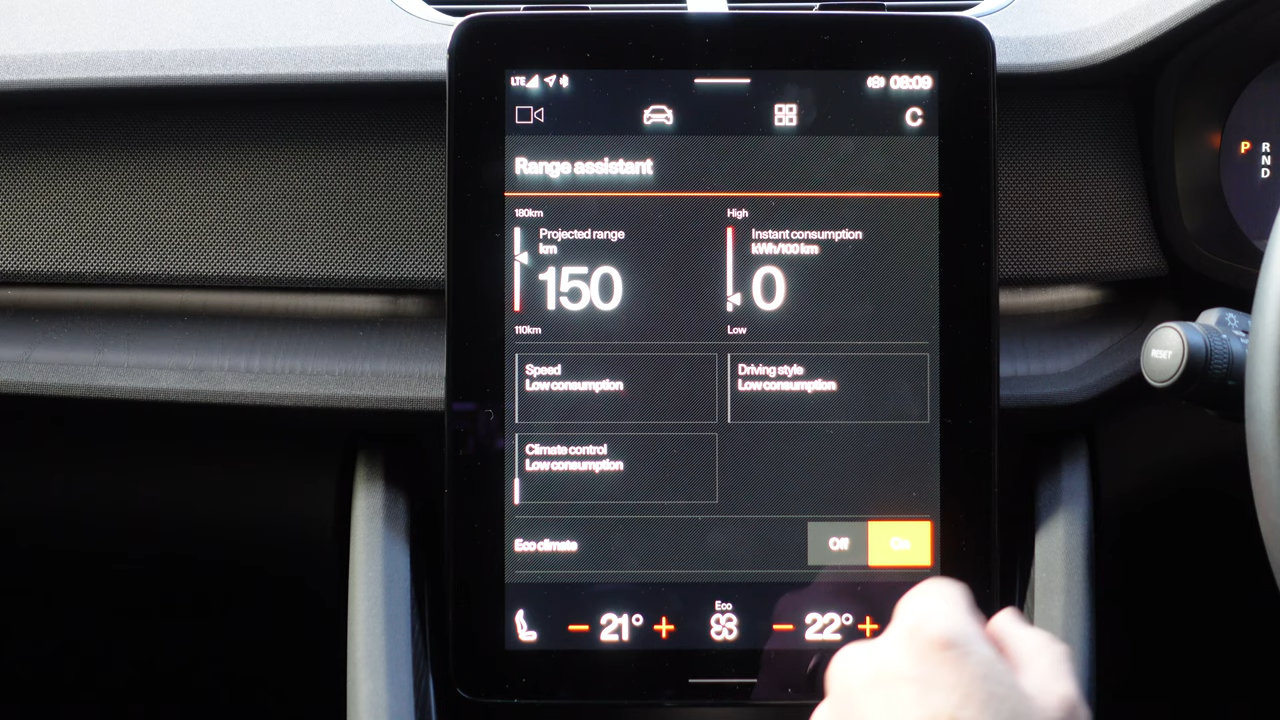 LTE 08:09
C
Range assistant
180km
Projected range
km
150
110km
High
Instant consumption
kWh/100 km
0
Low
Speed
Low consumption
Driving style
Low consumption
Climate control
Low consumption
Eco climate
Off On
Eco
− 21° + − 22° +
P R
N
D
RESET